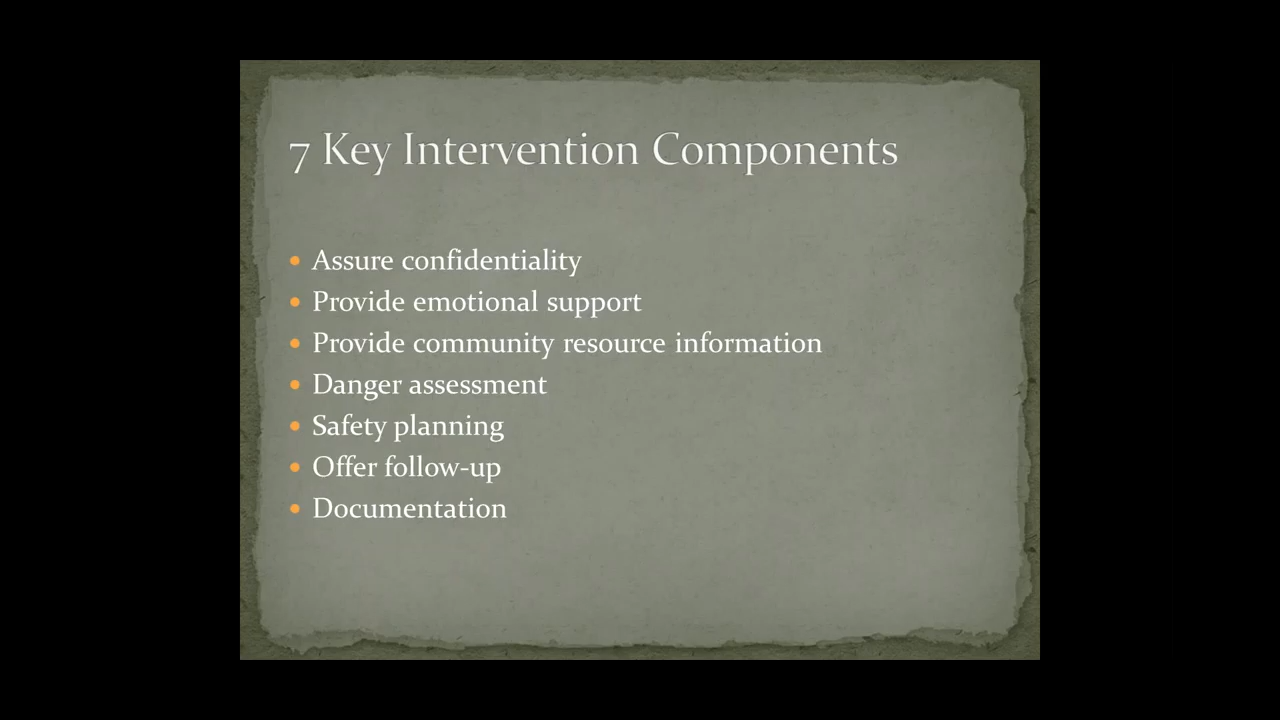 7 Key Intervention Components
• Assure confidentiality
• Provide emotional support
• Provide community resource information
• Danger assessment
• Safety planning
• Offer follow-up
• Documentation